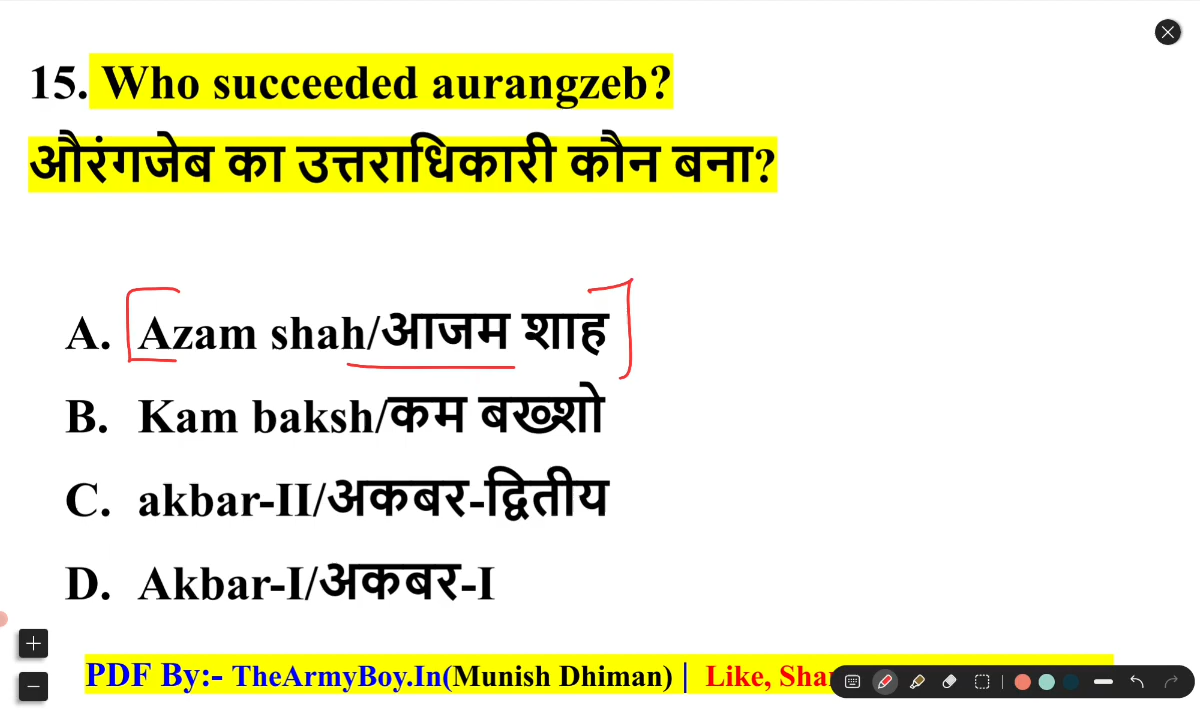 15. Who succeeded aurangzeb?
औरंगजेब का उत्तराधिकारी कौन बना?
A. Azam shah/आजम शाह
B. Kam baksh/कम बख्शो
C. akbar-II/अकबर-द्वितीय
D. Akbar-I/अकबर-I
PDF By:- TheArmyBoy.In(Munish Dhiman) | Like,